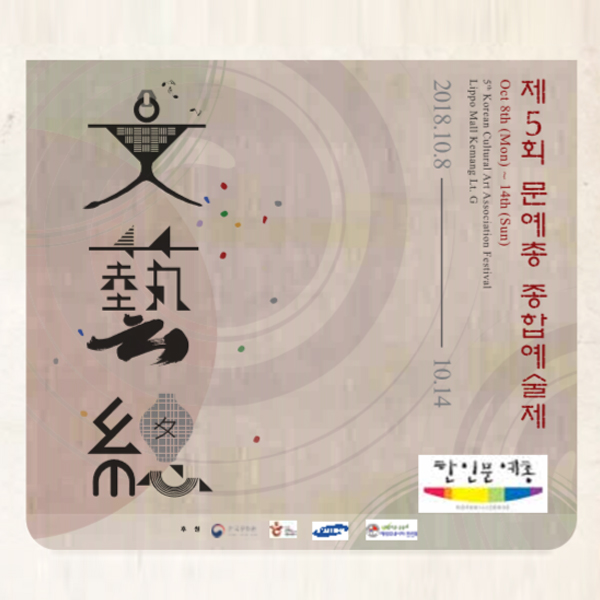 제5회 문예총 종합예술제
Oct 8th (Mon) ~ 14th (Sun)
5th Korean Cultural Art Association Festival
Lippo Mall Kemang Lt. G
2018.10.8
10.14
文
藝
總
한인문예총
후원